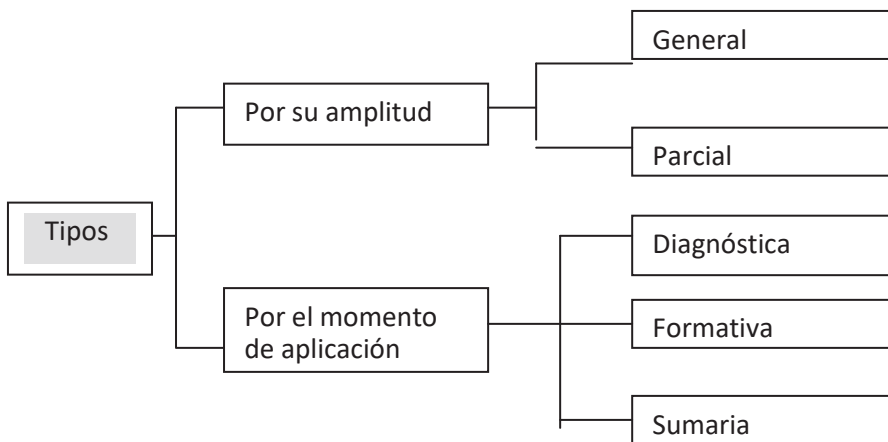 Tipos
Por su amplitud
General
Parcial
Por el momento
de aplicación
Diagnóstica
Formativa
Sumaria